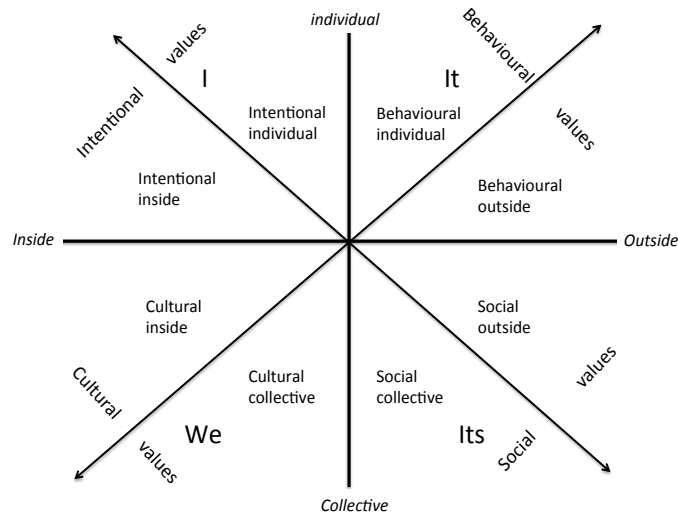 individual
values
Behavioural
I
It
Intentional
Intentional
individual
Behavioural
individual
values
Intentional
inside
Behavioural
outside
Inside
Outside
Cultural
inside
Social
outside
Cultural
Cultural
collective
Social
collective
values
We
Its
values
Social
Collective